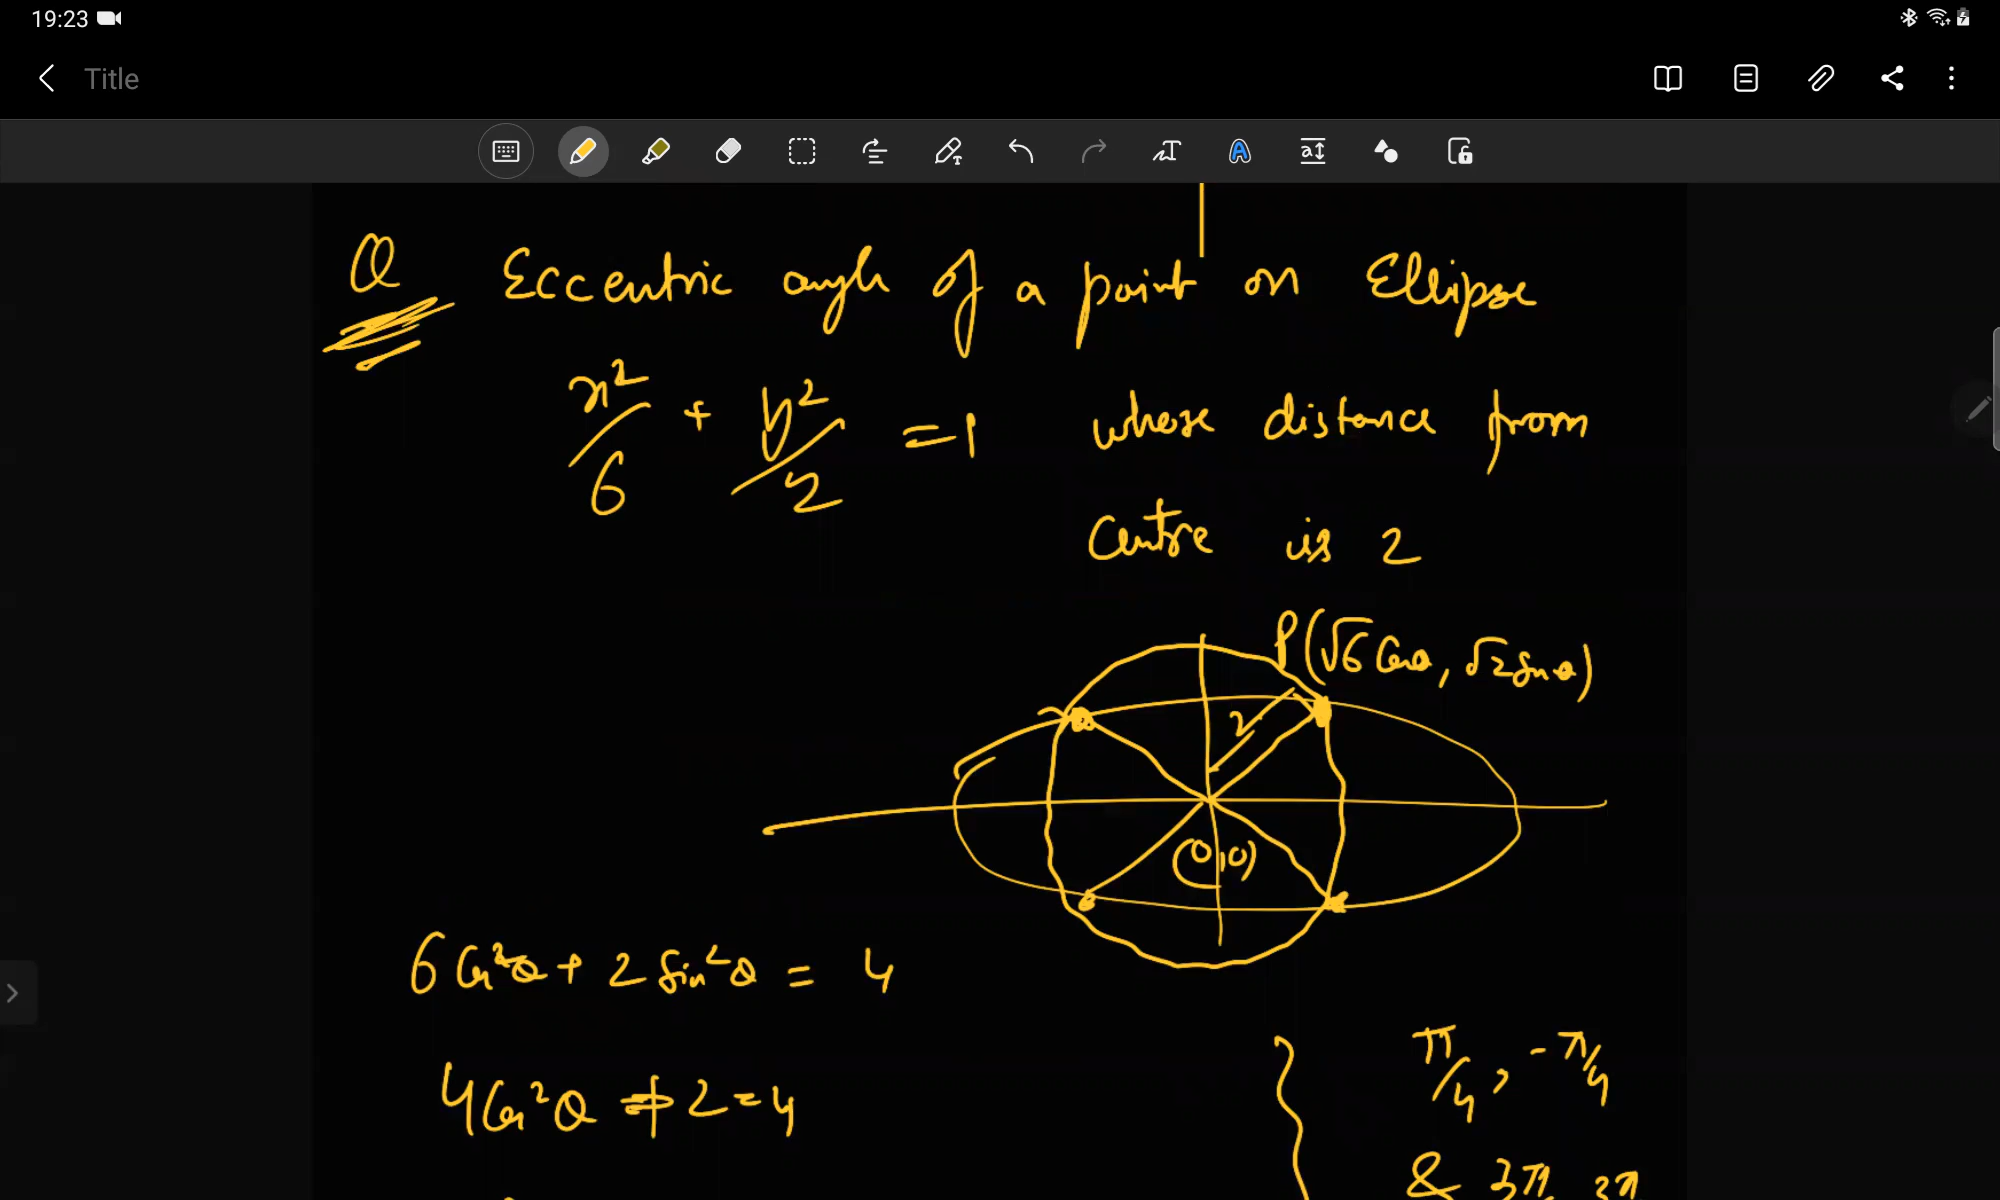 19:23
Title
Q Eccentric angle of a point on Ellipse
x²/6 + y²/2 = 1 whose distance from
Centre is 2
P(√6 Cosθ, √2 Sinθ)
2
(0,0)
6 Cos²θ + 2 Sin²θ = 4
4 Cos²θ + 2 = 4
π/4, -π/4
& 3π 3π